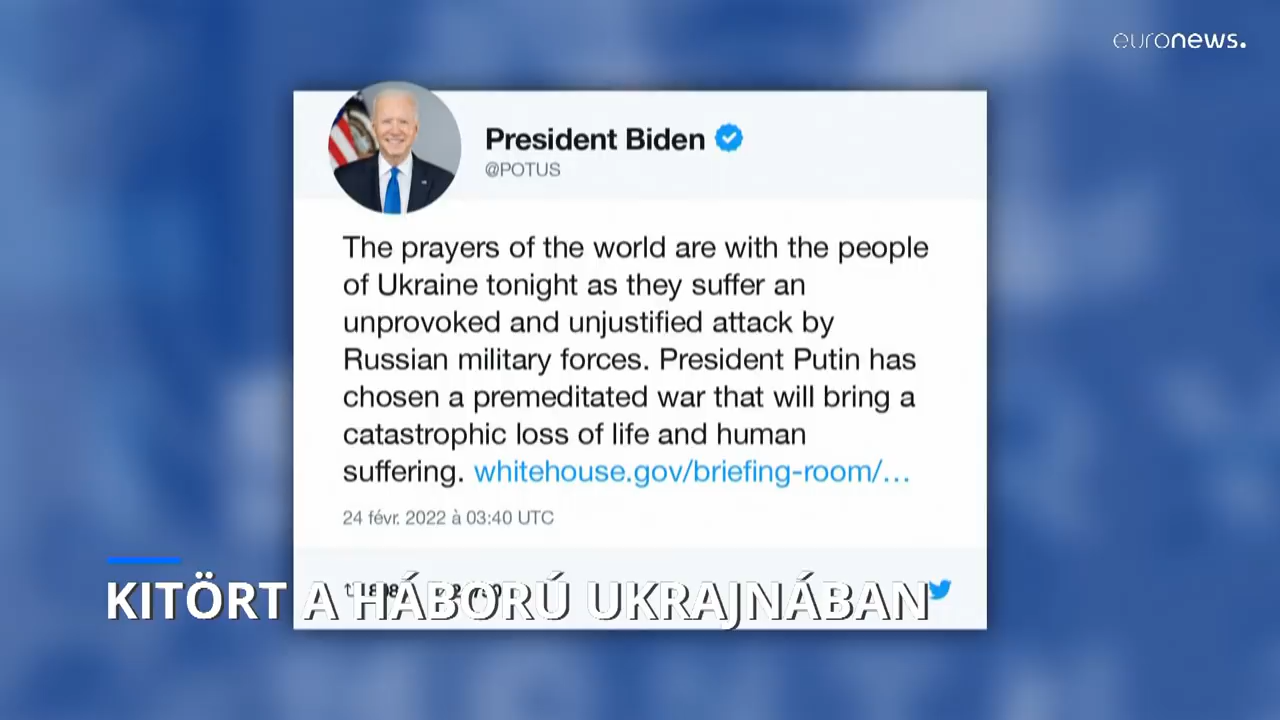 euronews.
President Biden
@POTUS
The prayers of the world are with the people
of Ukraine tonight as they suffer an
unprovoked and unjustified attack by
Russian military forces. President Putin has
chosen a premeditated war that will bring a
catastrophic loss of life and human
suffering. whitehouse.gov/briefing-room/…
24 févr. 2022 à 03:40 UTC
KITÖRT A HÁBORÚ UKRAJNÁBAN